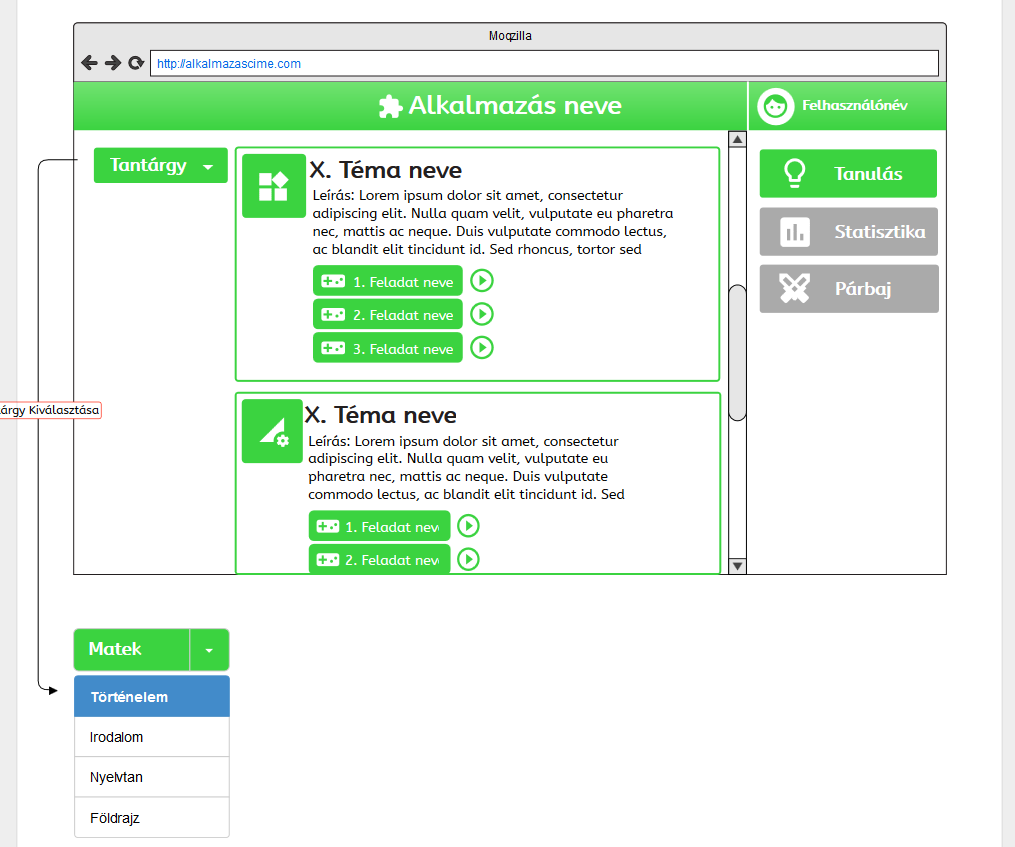 Moqzilla
http://alkalmazascime.com
Alkalmazás neve
Felhasználónév
Tantárgy
X. Téma neve
Leírás: Lorem ipsum dolor sit amet, consectetur
adipiscing elit. Nulla quam velit, vulputate eu pharetra
nec, mattis ac neque. Duis vulputate commodo lectus,
ac blandit elit tincidunt id. Sed rhoncus, tortor sed
1. Feladat neve
2. Feladat neve
3. Feladat neve
Tanulás
Statisztika
Párbaj
Kiválasztása
X. Téma neve
Leírás: Lorem ipsum dolor sit amet, consectetur
adipiscing elit. Nulla quam velit, vulputate eu
pharetra nec, mattis ac neque. Duis vulputate
commodo lectus, ac blandit elit tincidunt id. Sed
1. Feladat
2. Feladat
Matek
Történelem
Irodalom
Nyelvtan
Földrajz